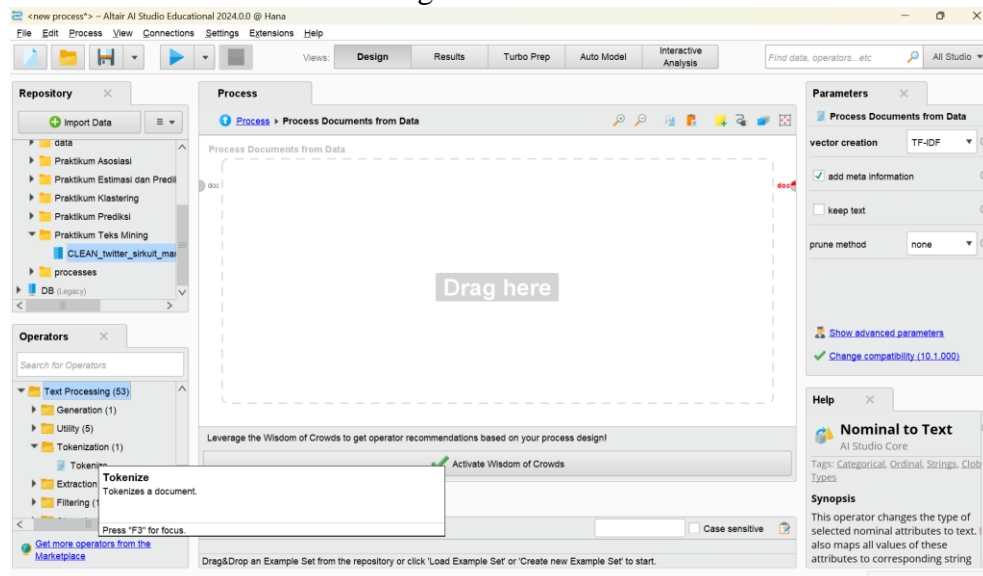 <new process*> – Altair AI Studio Educational 2024.0.0 @ Hana
File Edit Process View Connections Settings Extensions Help
Views: Design Results Turbo Prep Auto Model Interactive Analysis
Find data, operators...etc
All Studio
Repository
Import Data
data
Praktikum Asosiasi
Praktikum Estimasi dan Predil
Praktikum Klastering
Praktikum Prediksi
Praktikum Teks Mining
CLEAN_twitter_sirkuit_mar
processes
DB (Legacy)
Operators
Search for Operators
Text Processing (53)
Generation (1)
Utility (5)
Tokenization (1)
Tokenize
Extraction
Filtering (
Get more operators from the
Marketplace
Process
Process Process Documents from Data
Process Documents from Data
doc
doc
Drag here
Leverage the Wisdom of Crowds to get operator recommendations based on your process design!
Activate Wisdom of Crowds
Tokenize
Tokenizes a document.
Press "F3" for focus.
Case sensitive
Drag&Drop an Example Set from the repository or click 'Load Example Set' or 'Create new Example Set' to start.
Parameters
Process Documents from Data
vector creation TF-IDF
add meta information
keep text
prune method none
Show advanced parameters
Change compatibility (10.1.000)
Help
Nominal to Text
AI Studio Core
Tags: Categorical, Ordinal, Strings, Clob
Types
Synopsis
This operator changes the type of
selected nominal attributes to text. I
also maps all values of these
attributes to corresponding string